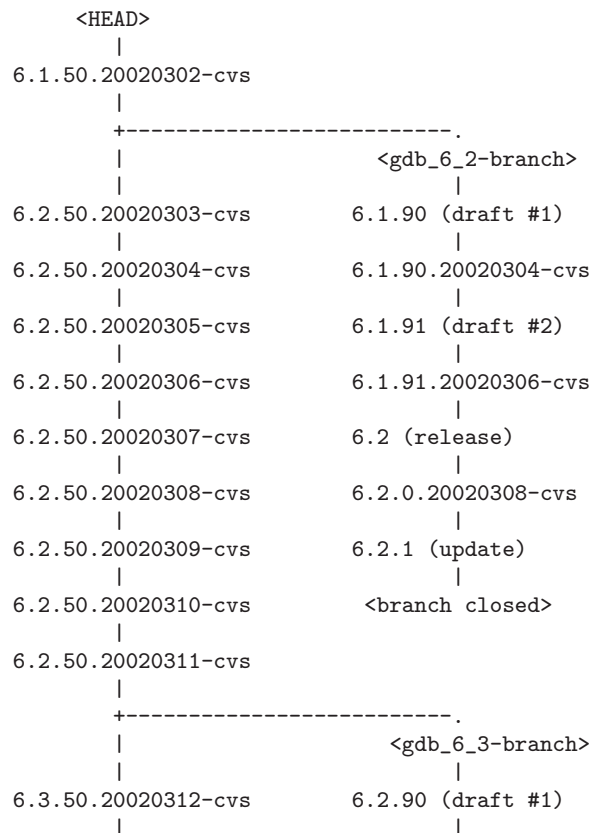 <HEAD>
|
6.1.50.20020302-cvs
|
+--------------------------.
| <gdb_6_2-branch>
| |
6.2.50.20020303-cvs 6.1.90 (draft #1)
| |
6.2.50.20020304-cvs 6.1.90.20020304-cvs
| |
6.2.50.20020305-cvs 6.1.91 (draft #2)
| |
6.2.50.20020306-cvs 6.1.91.20020306-cvs
| |
6.2.50.20020307-cvs 6.2 (release)
| |
6.2.50.20020308-cvs 6.2.0.20020308-cvs
| |
6.2.50.20020309-cvs 6.2.1 (update)
| |
6.2.50.20020310-cvs <branch closed>
|
6.2.50.20020311-cvs
|
+--------------------------.
| <gdb_6_3-branch>
| |
6.3.50.20020312-cvs 6.2.90 (draft #1)
| |